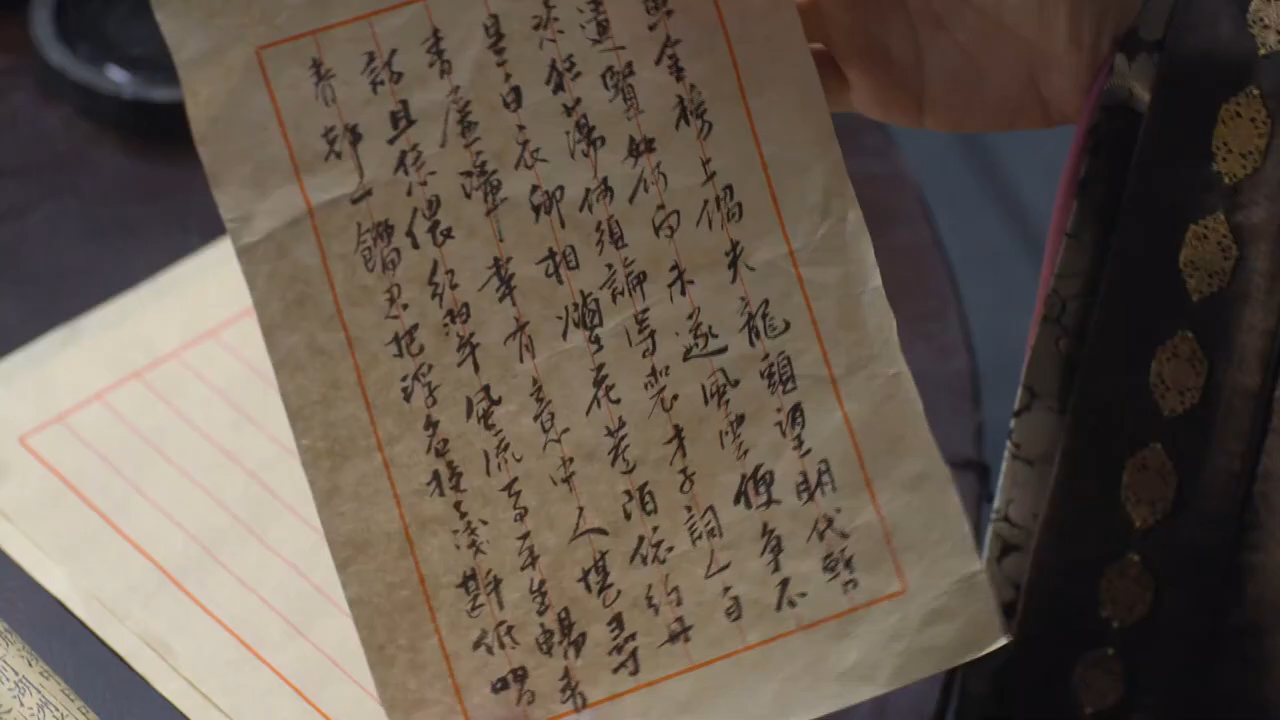 黃金榜上偶失龍頭望明代暫
遺賢如何向未遂風雲便爭不
恣狂蕩何須論得喪才子詞人自
是白衣卿相煙花巷陌依約丹
青屏障幸有意中人堪尋
訪且恁偎紅翠風流事平生暢青
春都一餉忍把浮名換了淺斟低唱